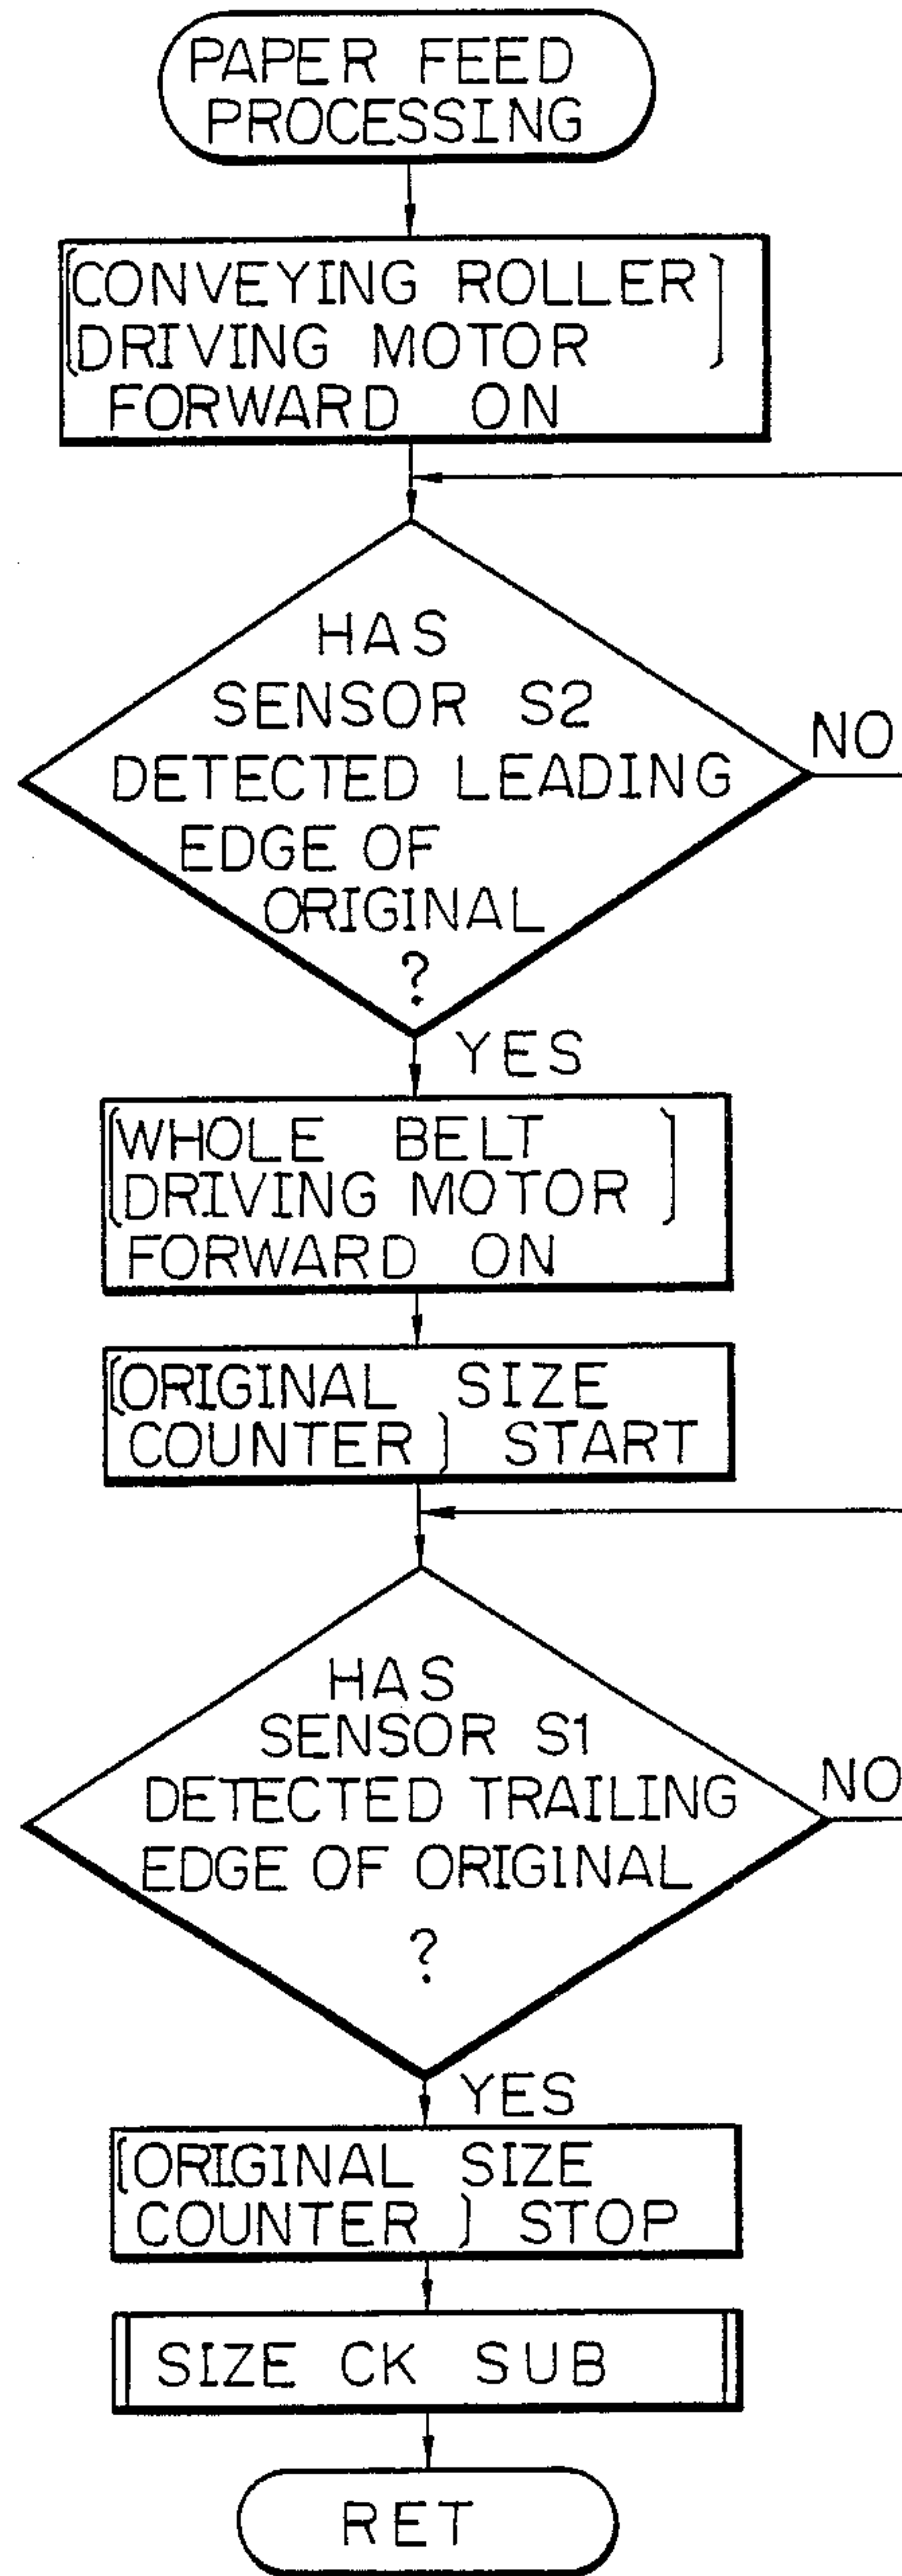 PAPER FEED
PROCESSING
[CONVEYING ROLLER
DRIVING MOTOR]
FORWARD ON
HAS
SENSOR S2
DETECTED LEADING
EDGE OF
ORIGINAL
?
NO
YES
[WHOLE BELT
DRIVING MOTOR]
FORWARD ON
[ORIGINAL SIZE
COUNTER] START
HAS
SENSOR S1
DETECTED TRAILING
EDGE OF ORIGINAL
?
NO
YES
[ORIGINAL SIZE
COUNTER] STOP
SIZE CK SUB
RET